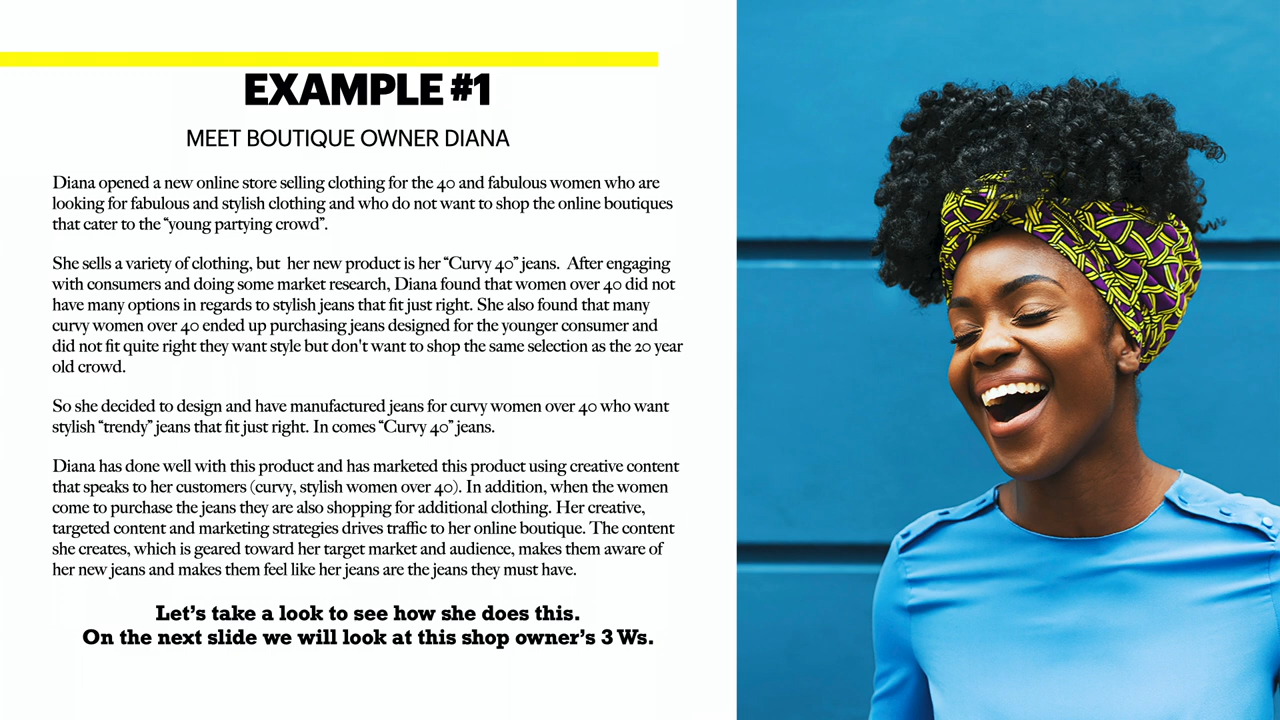 EXAMPLE #1
MEET BOUTIQUE OWNER DIANA
Diana opened a new online store selling clothing for the 40 and fabulous women who are
looking for fabulous and stylish clothing and who do not want to shop the online boutiques
that cater to the “young partying crowd”.
She sells a variety of clothing, but her new product is her “Curvy 40” jeans. After engaging
with consumers and doing some market research, Diana found that women over 40 did not
have many options in regards to stylish jeans that fit just right. She also found that many
curvy women over 40 ended up purchasing jeans designed for the younger consumer and
did not fit quite right they want style but don't want to shop the same selection as the 20 year
old crowd.
So she decided to design and have manufactured jeans for curvy women over 40 who want
stylish “trendy” jeans that fit just right. In comes “Curvy 40” jeans.
Diana has done well with this product and has marketed this product using creative content
that speaks to her customers (curvy, stylish women over 40). In addition, when the women
come to purchase the jeans they are also shopping for additional clothing. Her creative,
targeted content and marketing strategies drives traffic to her online boutique. The content
she creates, which is geared toward her target market and audience, makes them aware of
her new jeans and makes them feel like her jeans are the jeans they must have.
Let’s take a look to see how she does this.
On the next slide we will look at this shop owner’s 3 Ws.